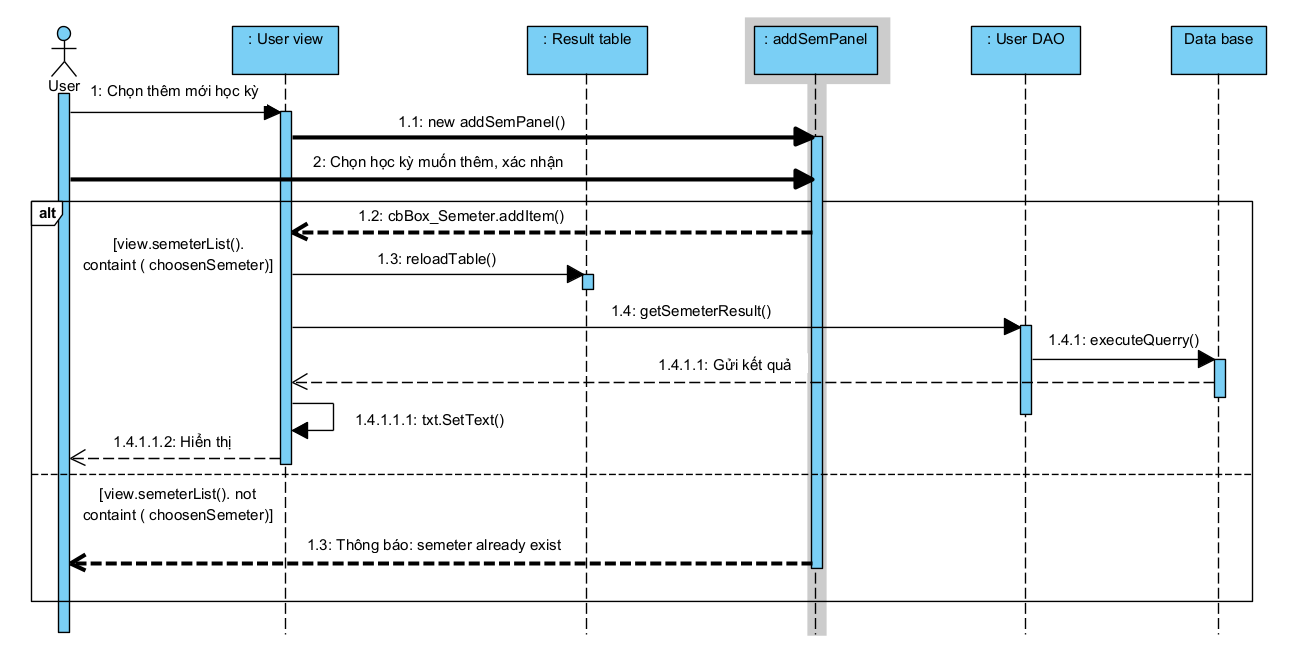 : User view
: Result table
: addSemPanel
: User DAO
Data base
User
1: Chọn thêm mới học kỳ
1.1: new addSemPanel()
2: Chọn học kỳ muốn thêm, xác nhận
alt
1.2: cbBox_Semeter.addItem()
[view.semeterList().
containt ( choosenSemeter)]
1.3: reloadTable()
1.4: getSemeterResult()
1.4.1: executeQuerry()
1.4.1.1: Gửi kết quả
1.4.1.1.1: txt.SetText()
1.4.1.1.2: Hiển thị
[view.semeterList(). not
containt ( choosenSemeter)]
1.3: Thông báo: semeter already exist